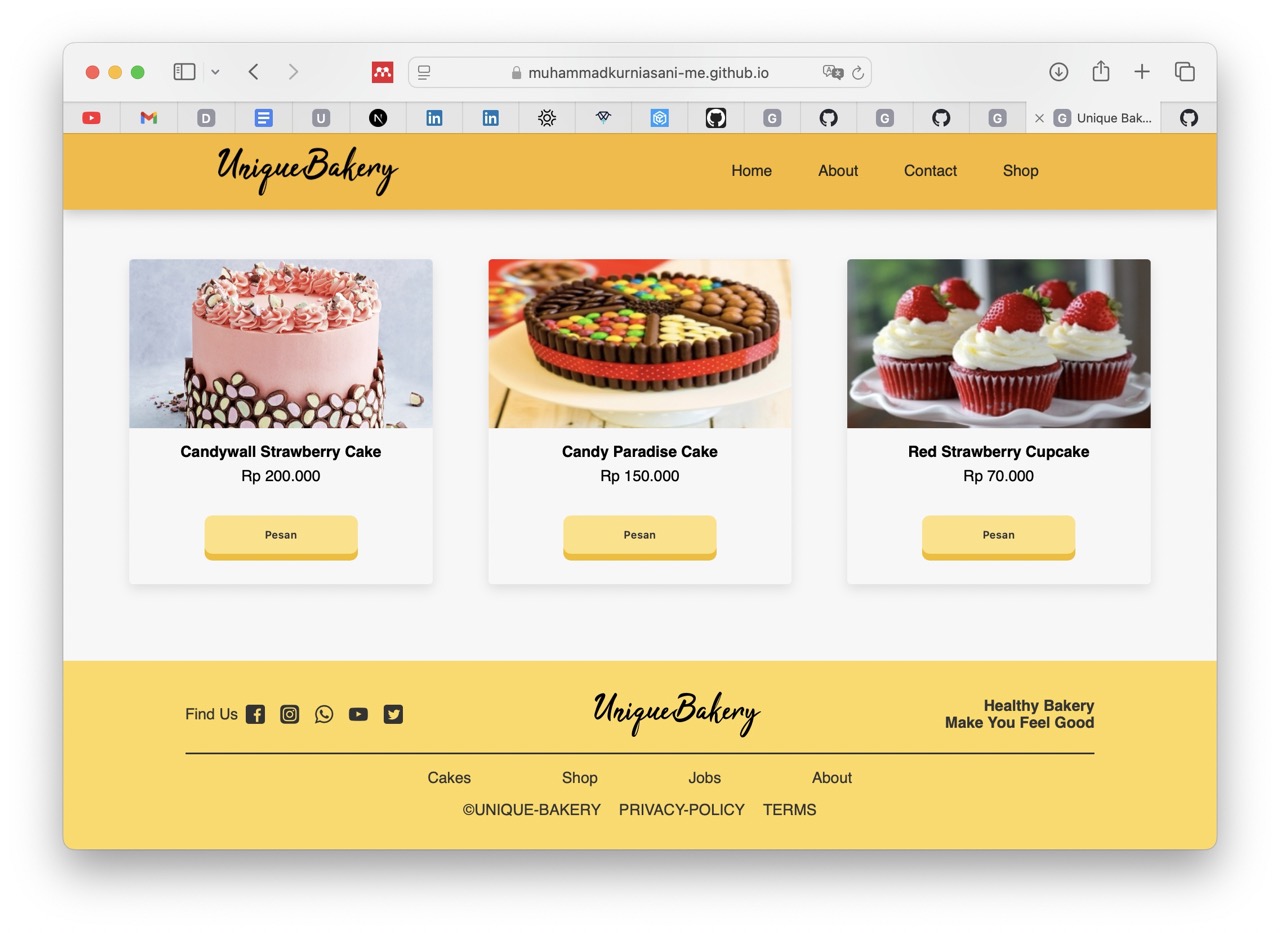 muhammadkurniasani-me.github.io
D U G G G G Unique Bak...
UniqueBakery
Home About Contact Shop
Candywall Strawberry Cake
Rp 200.000
Pesan
Candy Paradise Cake
Rp 150.000
Pesan
Red Strawberry Cupcake
Rp 70.000
Pesan
Find Us
UniqueBakery
Healthy Bakery
Make You Feel Good
Cakes Shop Jobs About
©UNIQUE-BAKERY PRIVACY-POLICY TERMS